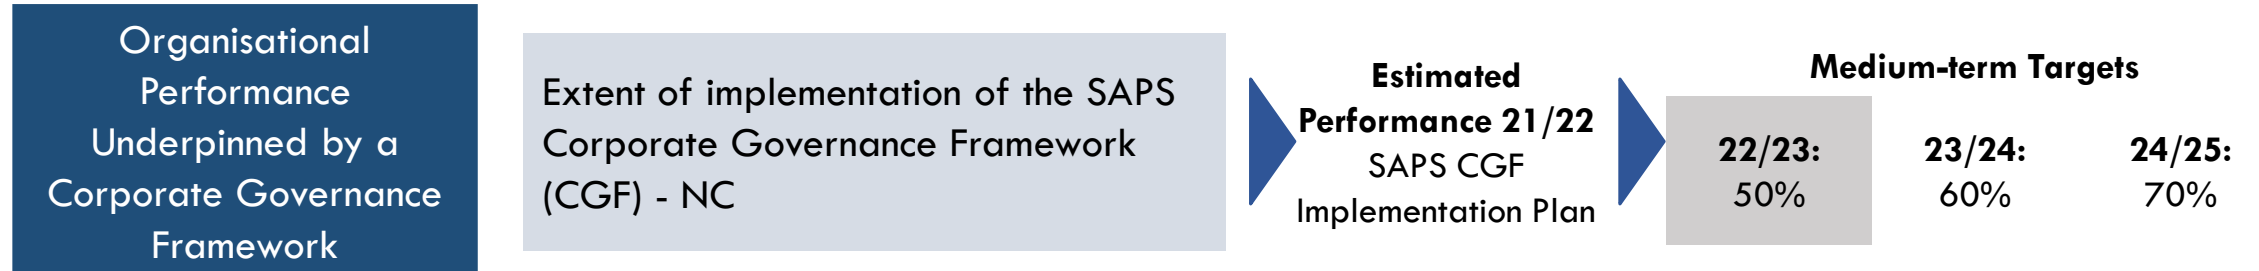 Organisational
Performance
Underpinned by a
Corporate Governance
Framework
Extent of implementation of the SAPS
Corporate Governance Framework
(CGF) - NC
Estimated
Performance 21/22
SAPS CGF
Implementation Plan
Medium-term Targets
22/23:
50%
23/24:
60%
24/25:
70%